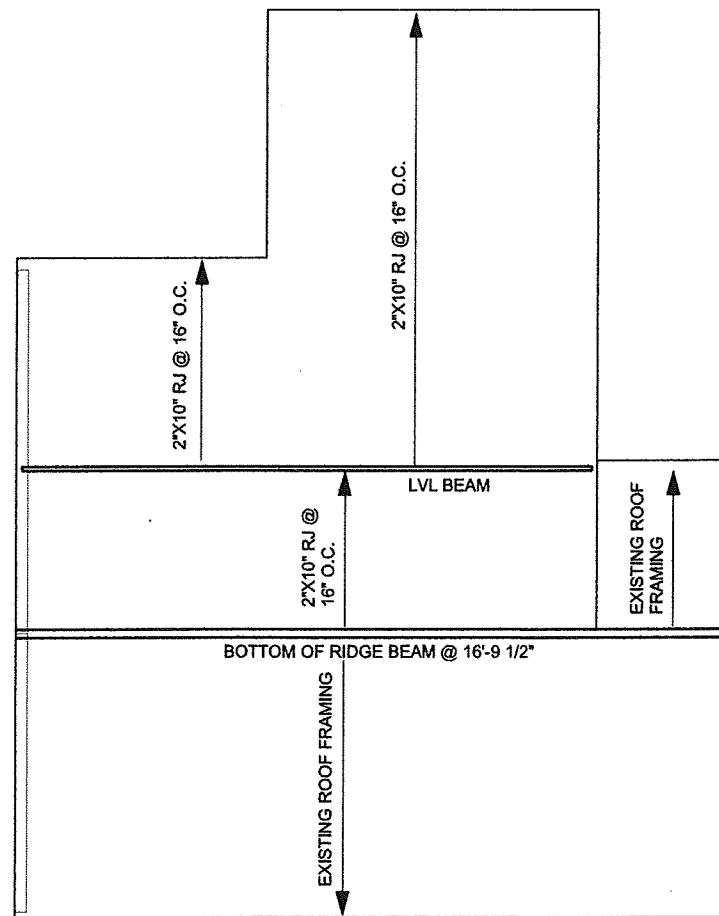 2"X10" RJ @ 16" O.C.
2"X10" RJ @ 16" O.C.
LVL BEAM
2"X10" RJ @
16" O.C.
EXISTING ROOF
FRAMING
BOTTOM OF RIDGE BEAM @ 16'-9 1/2"
EXISTING ROOF FRAMING